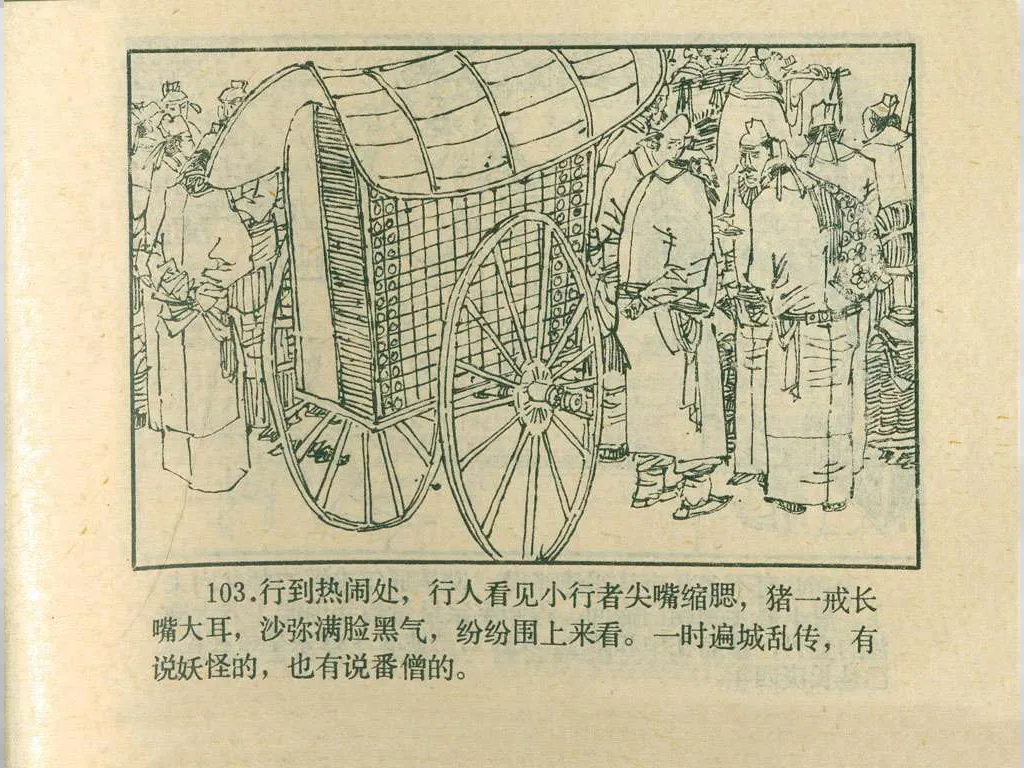 103.行到热闹处，行人看见小行者尖嘴缩腮，猪一戒长
嘴大耳，沙弥满脸黑气，纷纷围上来看。一时遍城乱传，有
说妖怪的，也有说番僧的。